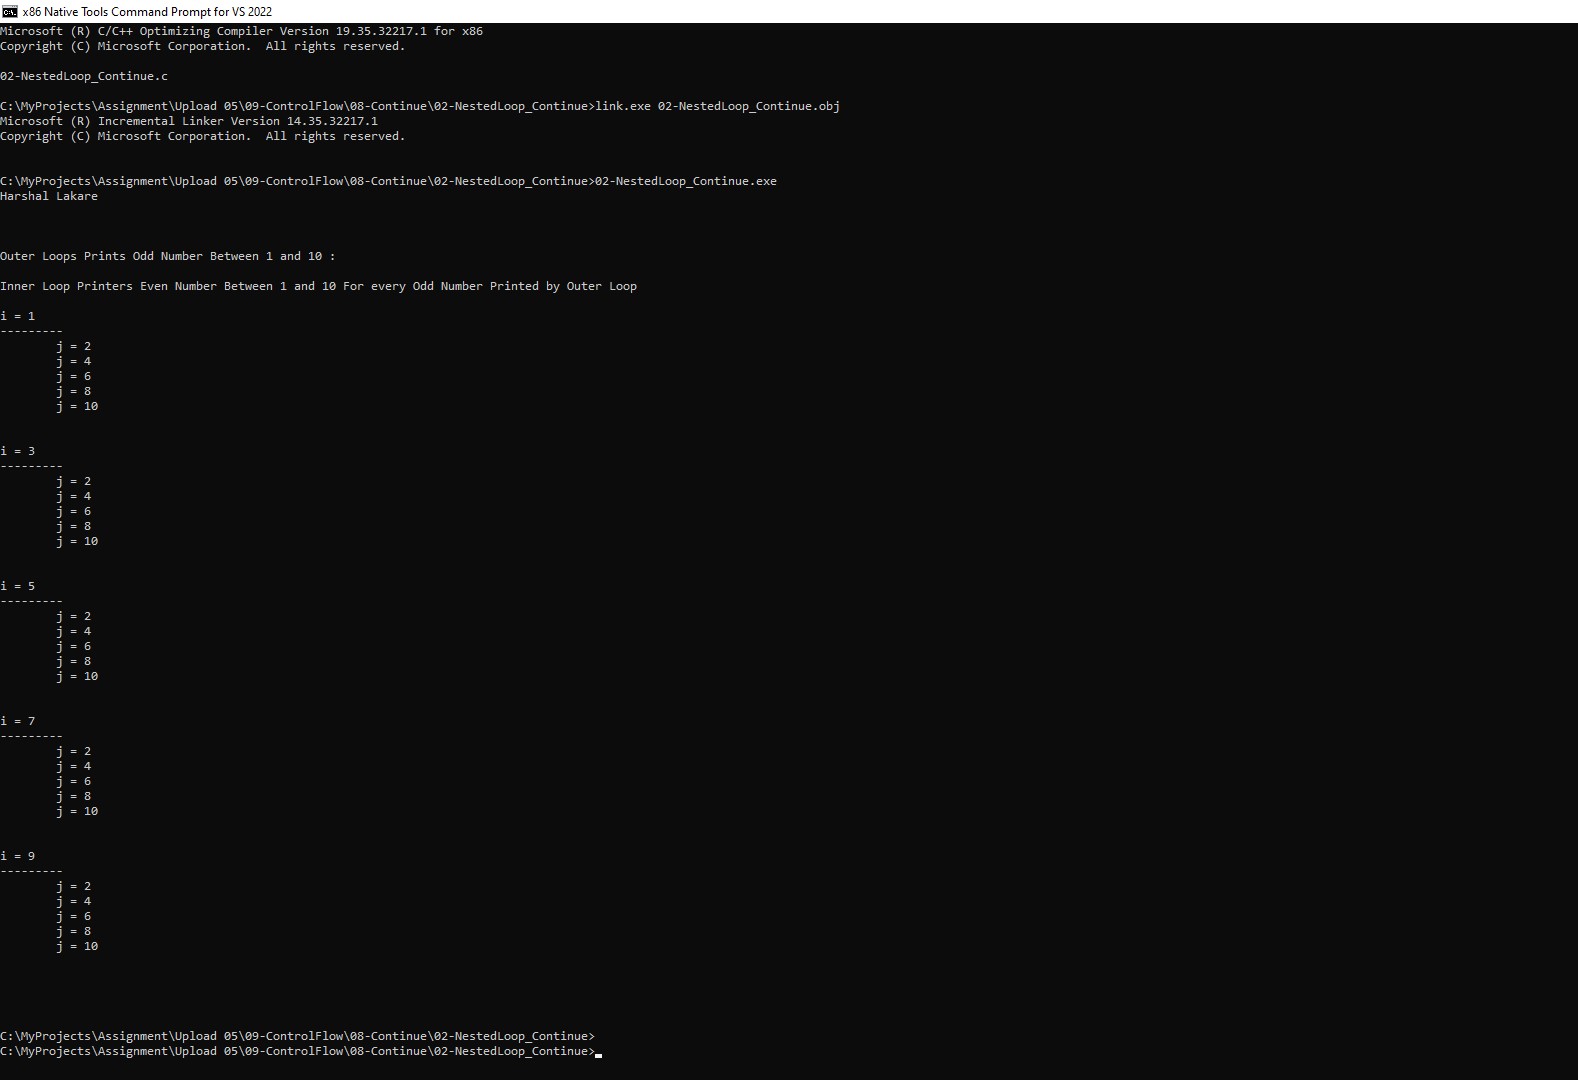 x86 Native Tools Command Prompt for VS 2022
Microsoft (R) C/C++ Optimizing Compiler Version 19.35.32217.1 for x86
Copyright (C) Microsoft Corporation.  All rights reserved.
02-NestedLoop_Continue.c
C:\MyProjects\Assignment\Upload 05\09-ControlFlow\08-Continue\02-NestedLoop_Continue>link.exe 02-NestedLoop_Continue.obj
Microsoft (R) Incremental Linker Version 14.35.32217.1
Copyright (C) Microsoft Corporation.  All rights reserved.
C:\MyProjects\Assignment\Upload 05\09-ControlFlow\08-Continue\02-NestedLoop_Continue>02-NestedLoop_Continue.exe
Harshal Lakare
Outer Loops Prints Odd Number Between 1 and 10 :
Inner Loop Printers Even Number Between 1 and 10 For every Odd Number Printed by Outer Loop
i = 1
---------
j = 2
j = 4
j = 6
j = 8
j = 10
i = 3
---------
j = 2
j = 4
j = 6
j = 8
j = 10
i = 5
---------
j = 2
j = 4
j = 6
j = 8
j = 10
i = 7
---------
j = 2
j = 4
j = 6
j = 8
j = 10
i = 9
---------
j = 2
j = 4
j = 6
j = 8
j = 10
C:\MyProjects\Assignment\Upload 05\09-ControlFlow\08-Continue\02-NestedLoop_Continue>
C:\MyProjects\Assignment\Upload 05\09-ControlFlow\08-Continue\02-NestedLoop_Continue>